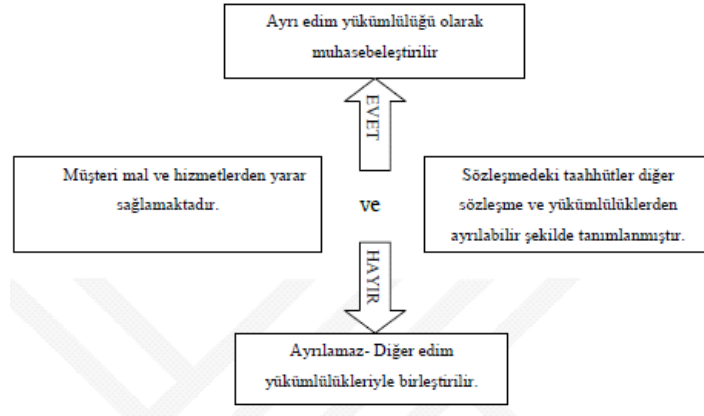 Ayrı edim yükümlülüğü olarak
muhasebeleştirilir
EVET
Müşteri mal ve hizmetlerden yarar
sağlamaktadır.
ve
Sözleşmedeki taahhütler diğer
sözleşme ve yükümlülüklerden
ayrılabilir şekilde tanımlanmıştır.
HAYIR
Ayrılamaz- Diğer edim
yükümlülükleriyle birleştirilir.